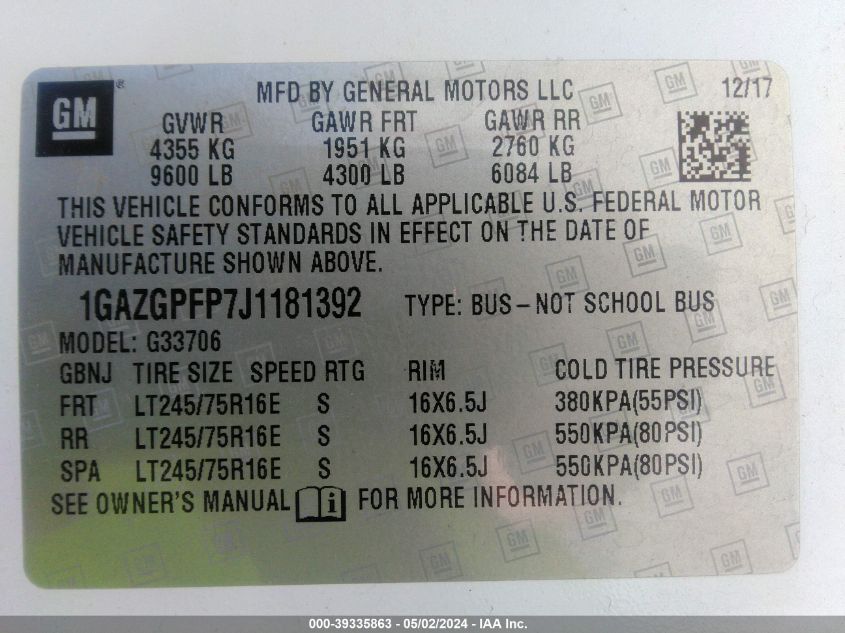 GM
MFD BY GENERAL MOTORS LLC 12/17
GVWR GAWR FRT GAWR RR
4355 KG 1951 KG 2760 KG
9600 LB 4300 LB 6084 LB
THIS VEHICLE CONFORMS TO ALL APPLICABLE U.S. FEDERAL MOTOR
VEHICLE SAFETY STANDARDS IN EFFECT ON THE DATE OF
MANUFACTURE SHOWN ABOVE.
1GAZGPFP7J1181392 TYPE: BUS-NOT SCHOOL BUS
MODEL: G33706
GBNJ TIRE SIZE SPEED RTG RIM COLD TIRE PRESSURE
FRT LT245/75R16E S 16X6.5J 380KPA(55PSI)
RR LT245/75R16E S 16X6.5J 550KPA(80PSI)
SPA LT245/75R16E S 16X6.5J 550KPA(80PSI)
SEE OWNER'S MANUAL i FOR MORE INFORMATION.
000-39335863 - 05/02/2024 - IAA Inc.